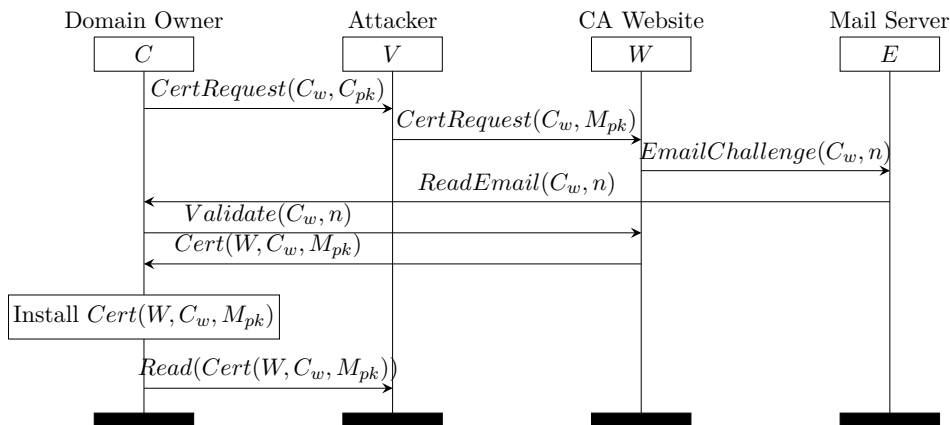 Domain Owner Attacker CA Website Mail Server
C V W E
CertRequest(C_w, C_pk)
CertRequest(C_w, M_pk)
EmailChallenge(C_w, n)
ReadEmail(C_w, n)
Validate(C_w, n)
Cert(W, C_w, M_pk)
Install Cert(W, C_w, M_pk)
Read(Cert(W, C_w, M_pk))